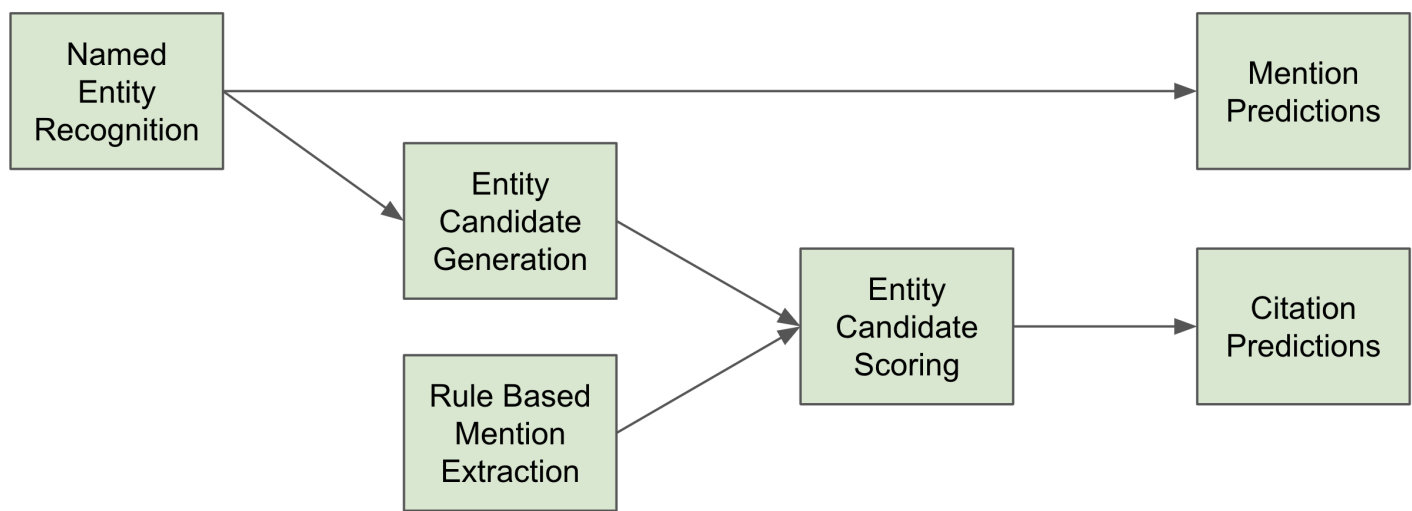 Named
Entity
Recognition
Mention
Predictions
Entity
Candidate
Generation
Entity
Candidate
Scoring
Citation
Predictions
Rule Based
Mention
Extraction